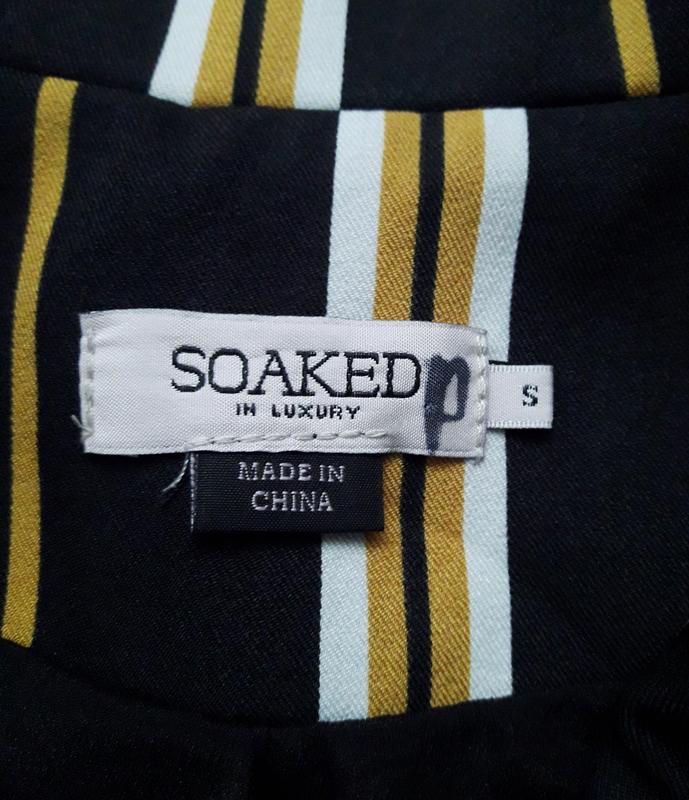 SOAKED p
IN LUXURY
S
MADE IN
CHINA